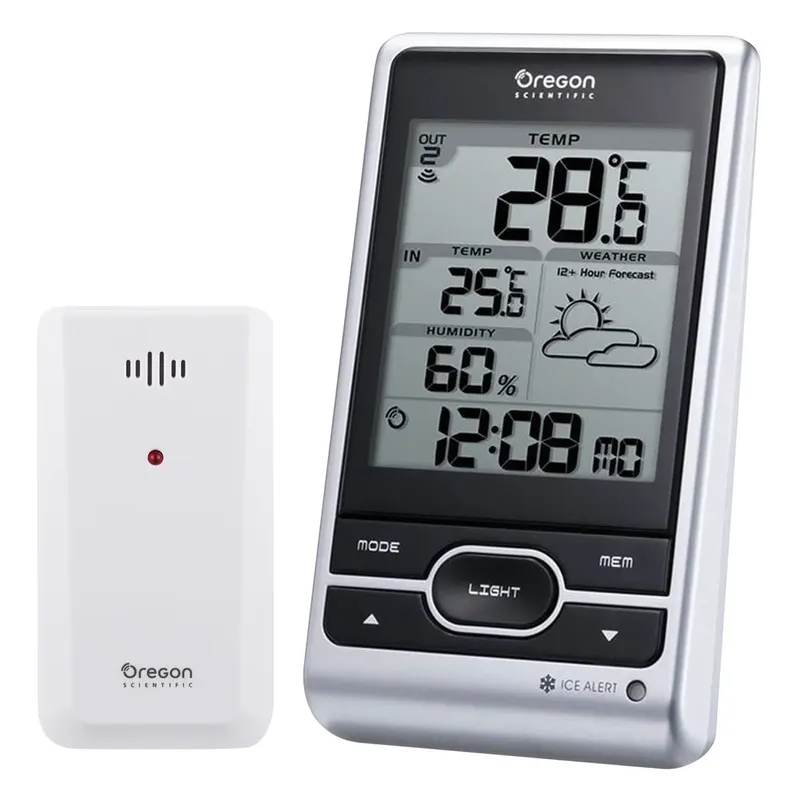 Oregon
SCIENTIFIC
OUT
2
TEMP
28.0°C
IN
TEMP
25.0°C
WEATHER
12+ Hour Forecast
HUMIDITY
60%
12:08 MO
MODE
MEM
LIGHT
ICE ALERT
Oregon
SCIENTIFIC